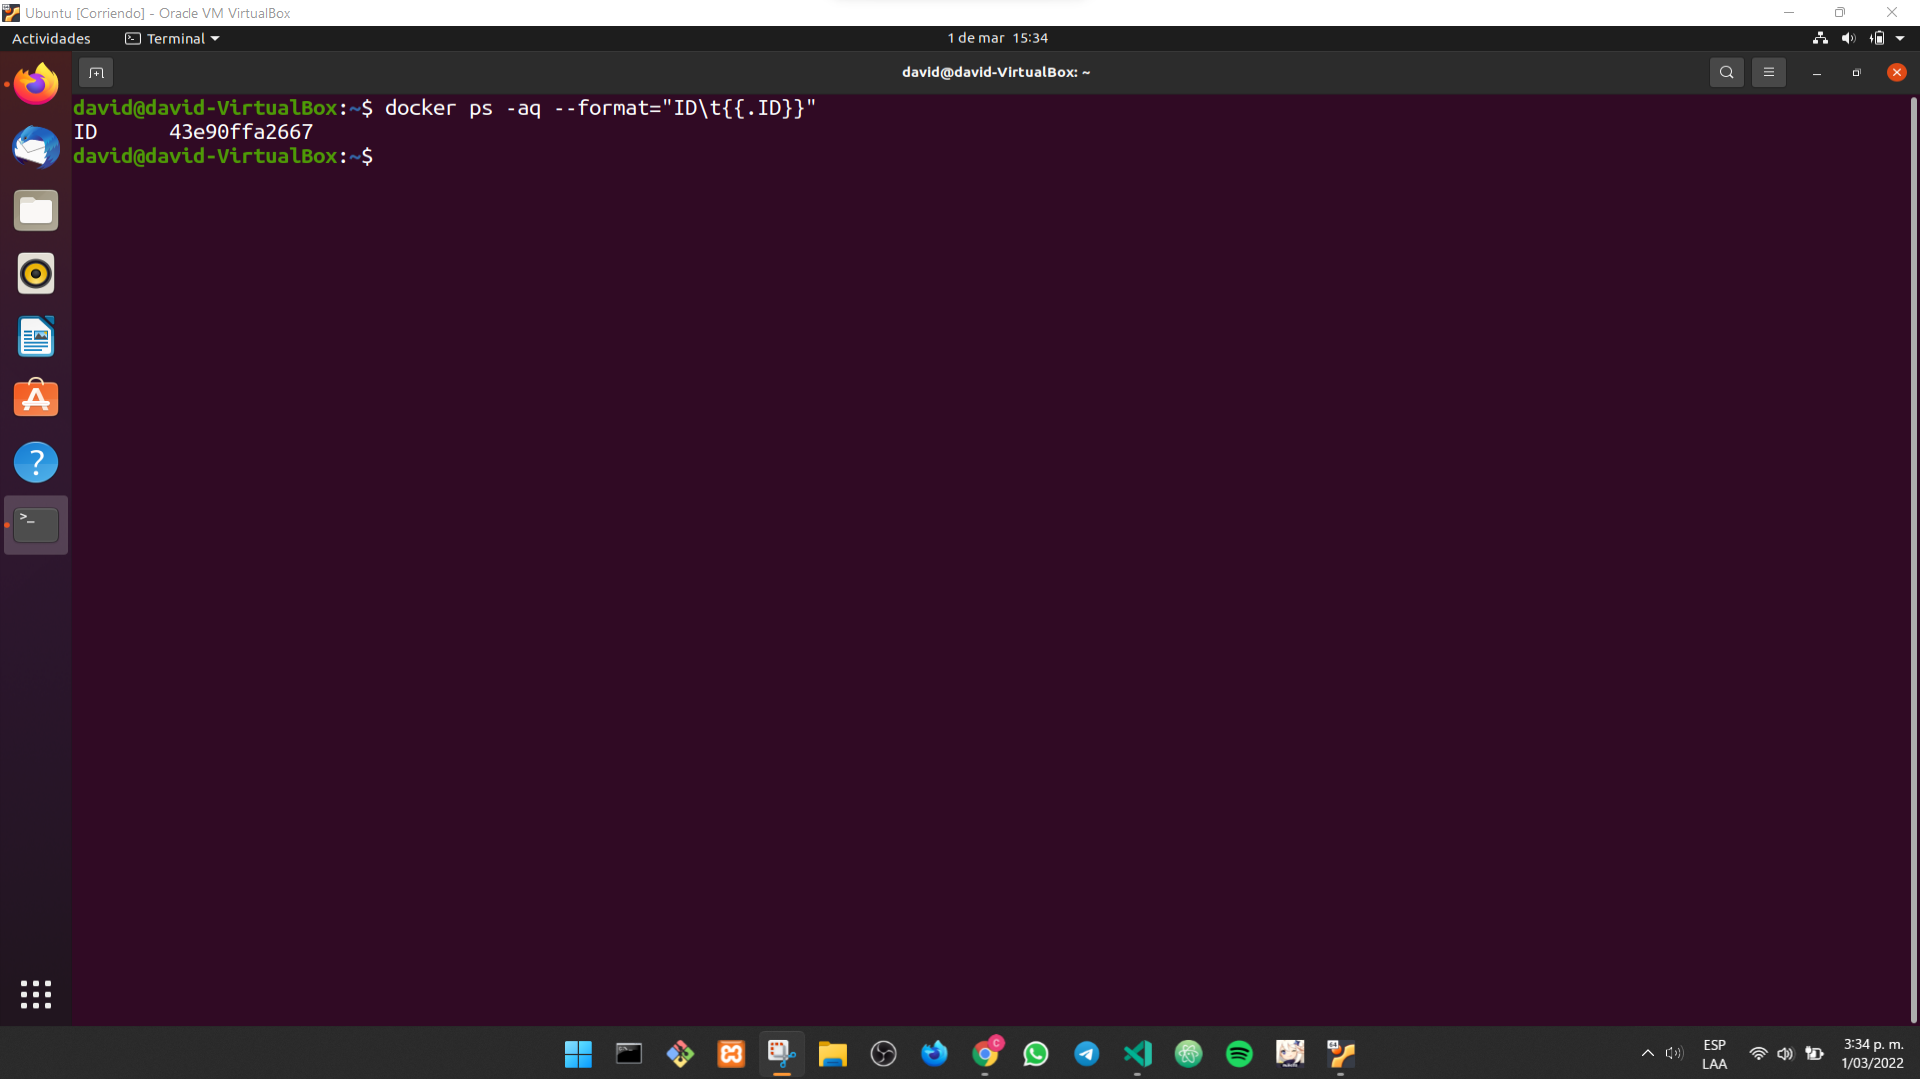 Ubuntu [Corriendo] - Oracle VM VirtualBox
Actividades
Terminal
1 de mar 15:34
david@david-VirtualBox: ~
david@david-VirtualBox:~$ docker ps -aq --format="ID\t{{.ID}}"
ID 43e90ffa2667
david@david-VirtualBox:~$
ESP
LAA
3:34 p. m.
1/03/2022